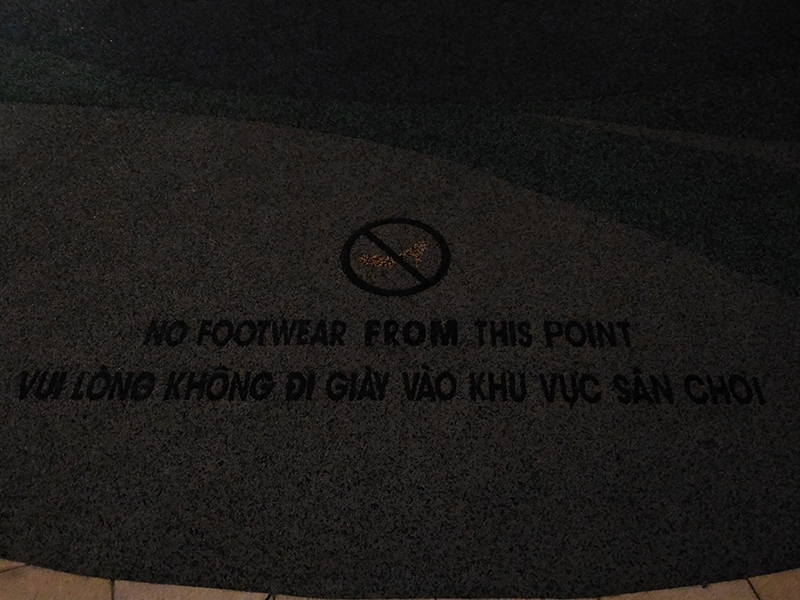 NO FOOTWEAR FROM THIS POINT
VUI LÒNG KHÔNG ĐI GIÀY VÀO KHU VỰC SÂN CHƠI